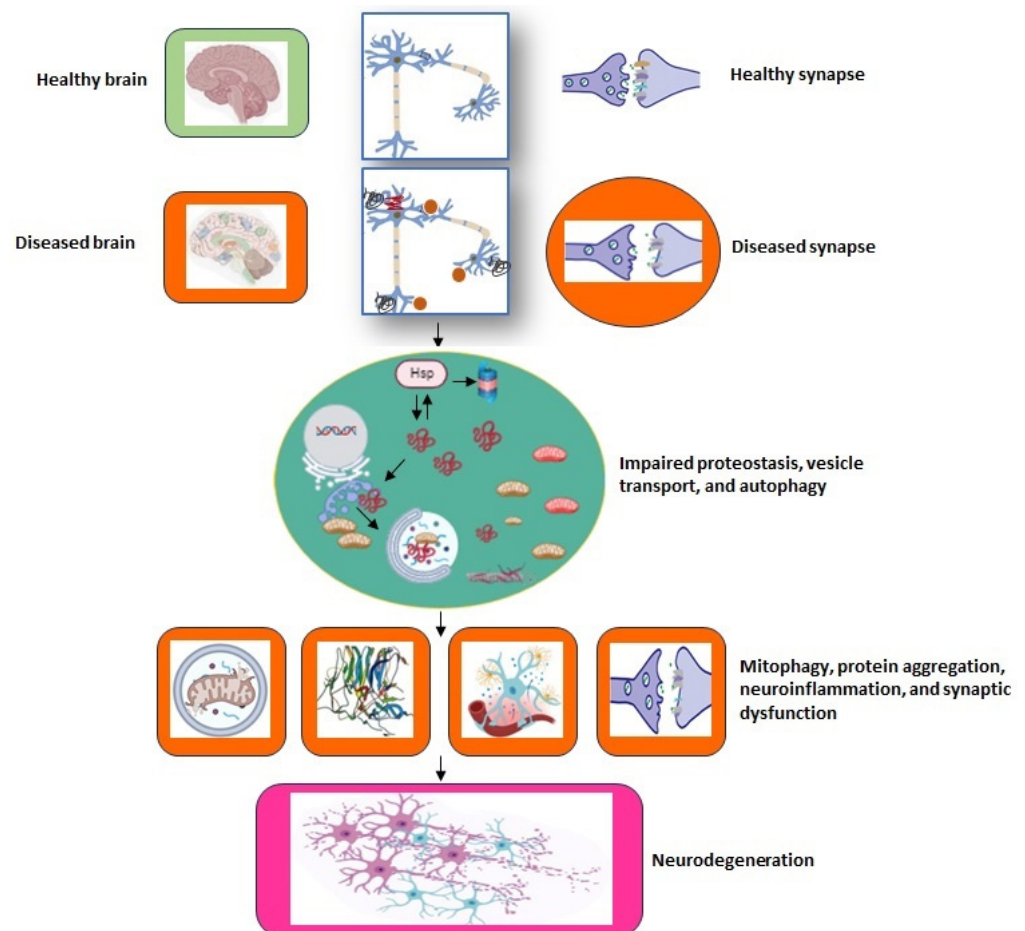 Healthy brain
Healthy synapse
Diseased brain
Diseased synapse
Hsp
Impaired proteostasis, vesicle
transport, and autophagy
Mitophagy, protein aggregation,
neuroinflammation, and synaptic
dysfunction
Neurodegeneration